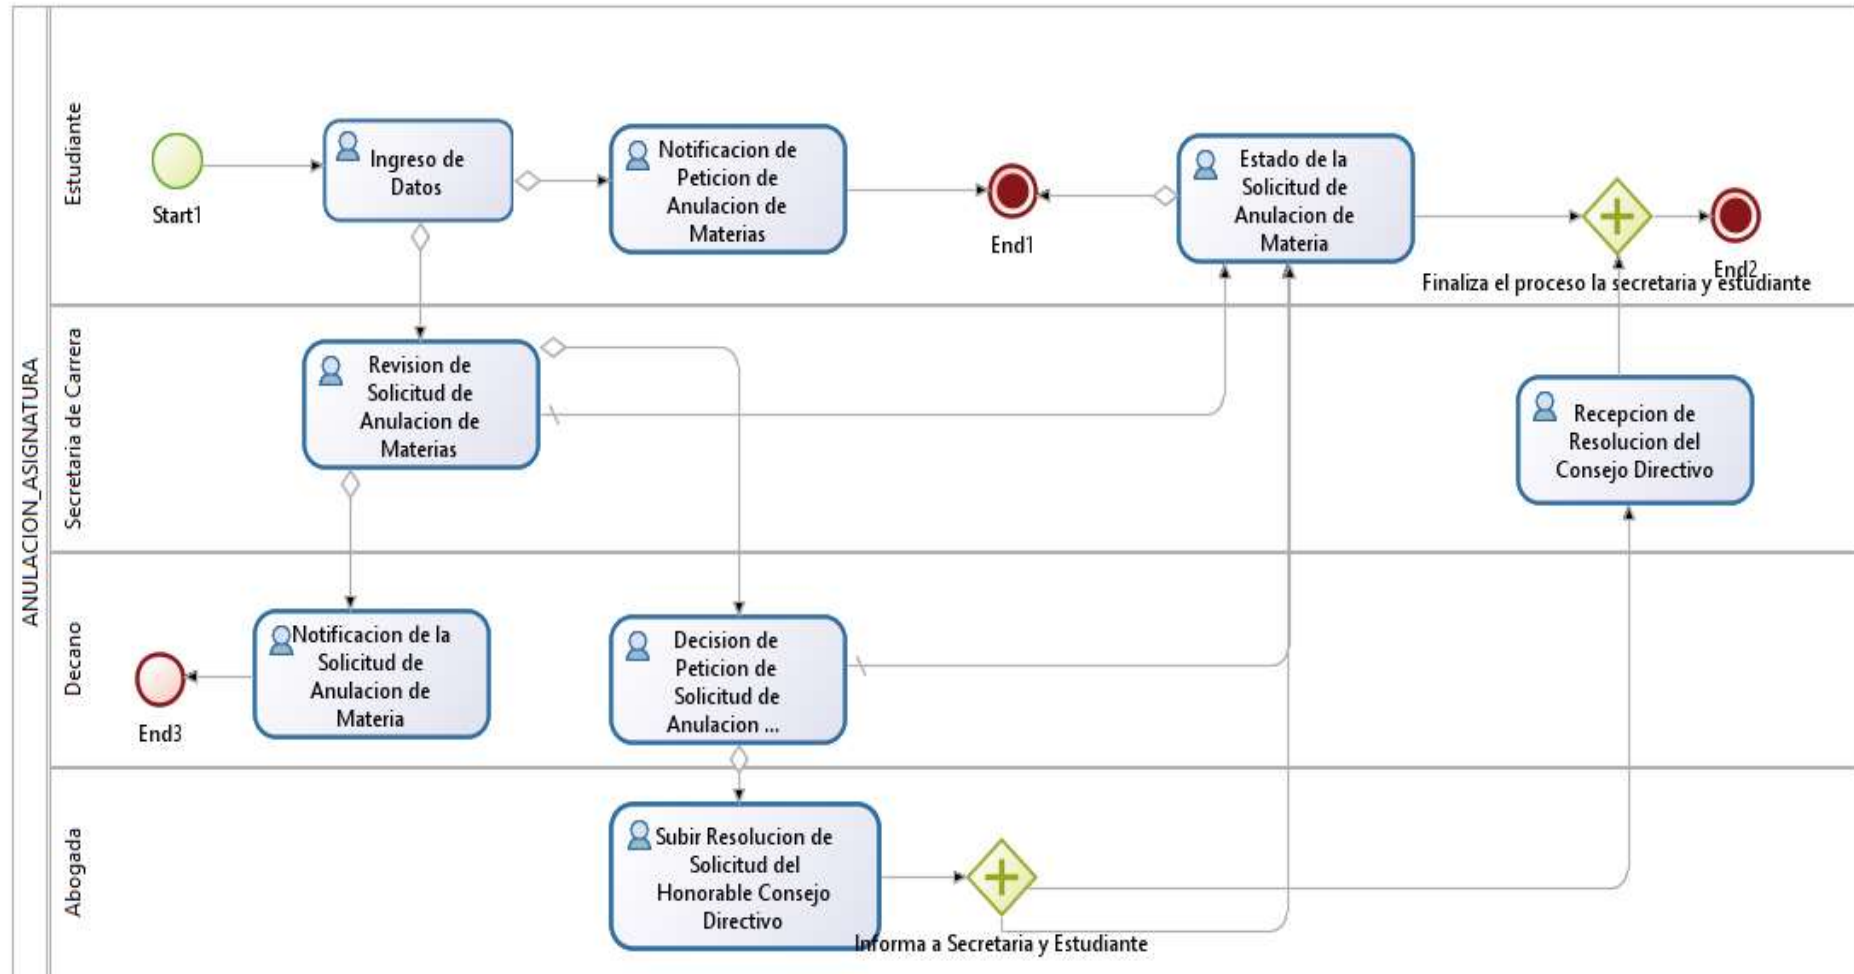 ANULACION_ASIGNATURA
Estudiante
Start1
Ingreso de
Datos
Notificacion de
Peticion de
Anulacion de
Materias
End1
Estado de la
Solicitud de
Anulacion de
Materia
End2
Finaliza el proceso la secretaria y estudiante
Secretaria de Carrera
Revision de
Solicitud de
Anulacion de
Materias
Recepcion de
Resolucion del
Consejo Directivo
Decano
End3
Notificacion de la
Solicitud de
Anulacion de
Materia
Decision de
Peticion de
Solicitud de
Anulacion ...
Abogada
Subir Resolucion de
Solicitud del
Honorable Consejo
Directivo
Informa a Secretaria y Estudiante